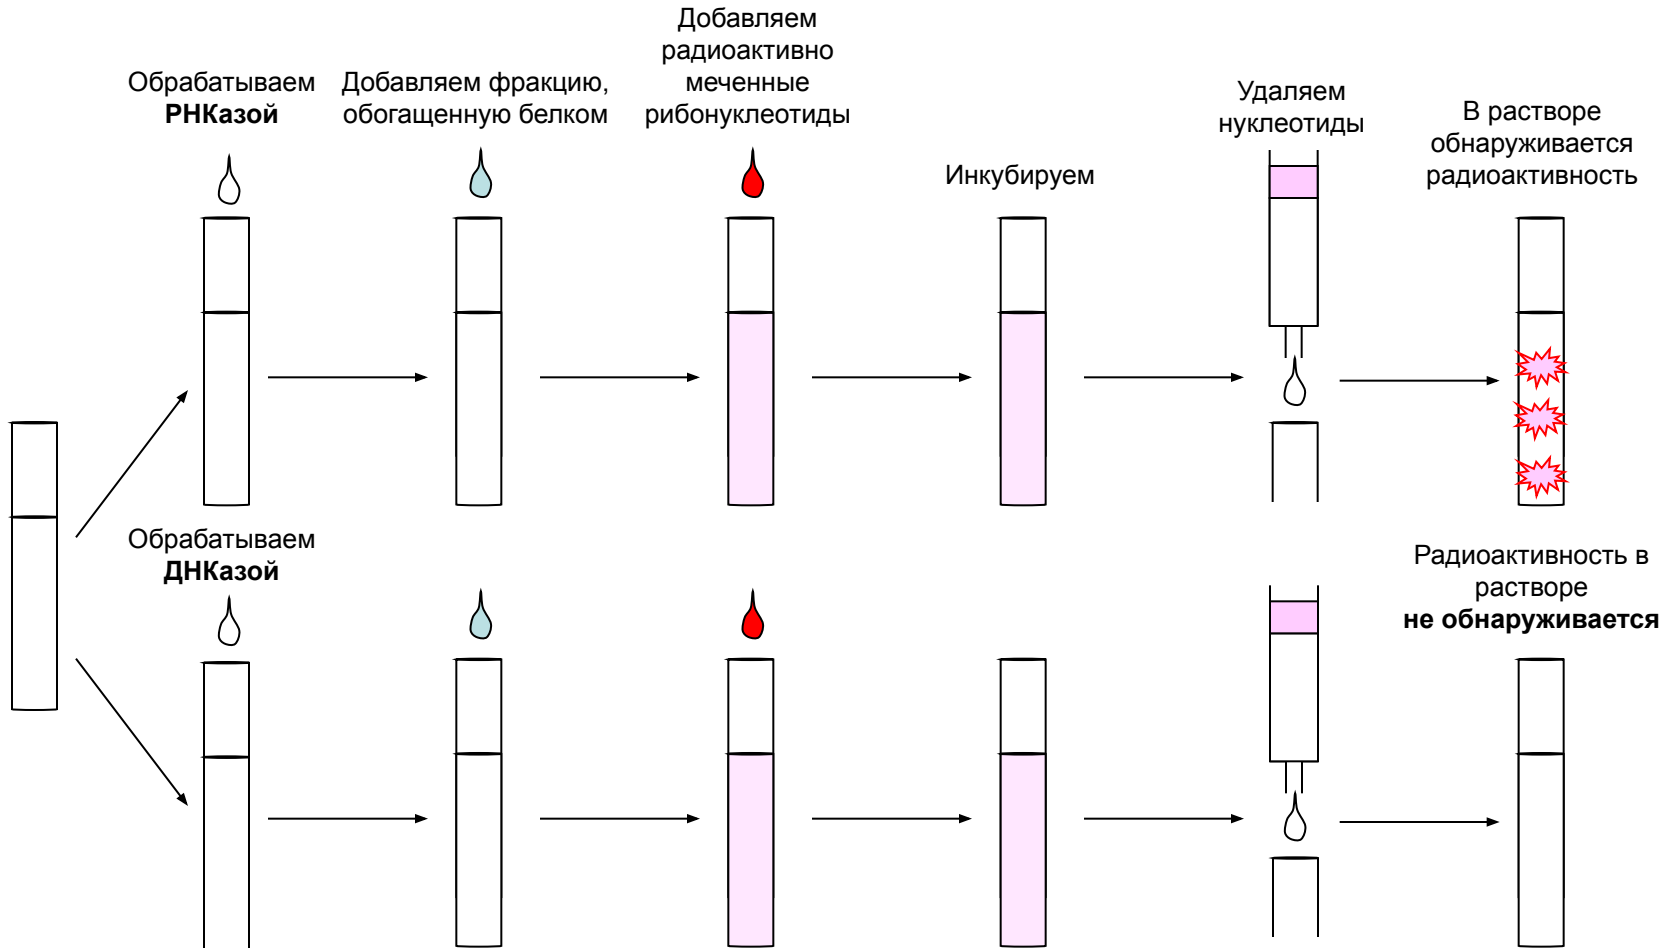 Обрабатываем
РНКазой
Добавляем фракцию,
обогащенную белком
Добавляем
радиоактивно
меченные
рибонуклеотиды
Инкубируем
Удаляем
нуклеотиды
В растворе
обнаруживается
радиоактивность
Обрабатываем
ДНКазой
Радиоактивность в
растворе
не обнаруживается